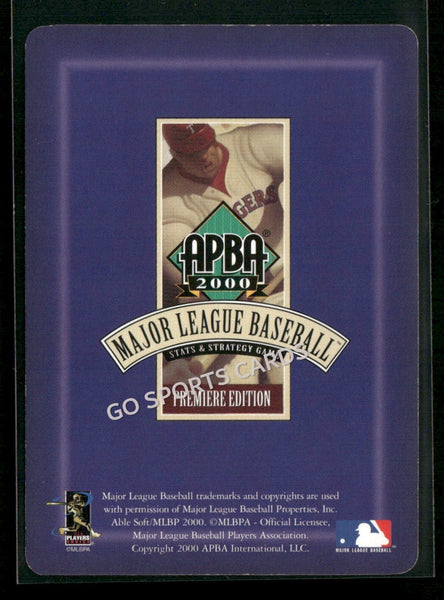 T
GERS
APBA®
2000
MAJOR LEAGUE BASEBALL™
STATS & STRATEGY GAME
GO SPORTS CARDS
PREMIERE EDITION
Major League Baseball trademarks and copyrights are used
with permission of Major League Baseball Properties, Inc.
Able Soft/MLBP 2000. ©MLBPA - Official Licensee,
Major League Baseball Players Association.
Copyright 2000 APBA International, LLC.
PLAYERS
CHOICE
©MLBPA
MAJOR LEAGUE BASEBALL